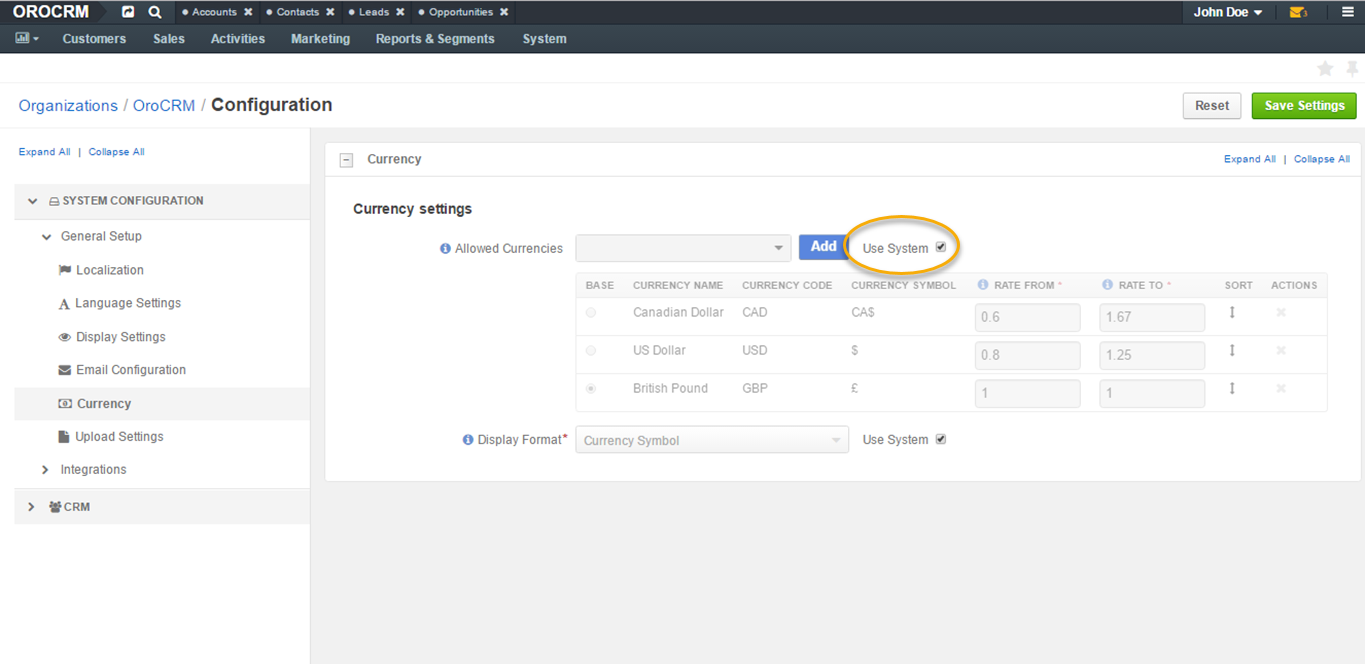 OROCRM ● Accounts ✖ ● Contacts ✖ ● Leads ✖ ● Opportunities ✖ John Doe
Customers Sales Activities Marketing Reports & Segments System
Organizations / OroCRM / Configuration Reset Save Settings
Expand All | Collapse All
SYSTEM CONFIGURATION
General Setup
Localization
A Language Settings
Display Settings
Email Configuration
Currency
Upload Settings
Integrations
CRM
Currency Expand All | Collapse All
Currency settings
Allowed Currencies Add Use System
BASE CURRENCY NAME CURRENCY CODE CURRENCY SYMBOL RATE FROM * RATE TO * SORT ACTIONS
Canadian Dollar CAD CA$ 0.6 1.67
US Dollar USD $ 0.8 1.25
British Pound GBP £ 1 1
Display Format* Currency Symbol Use System